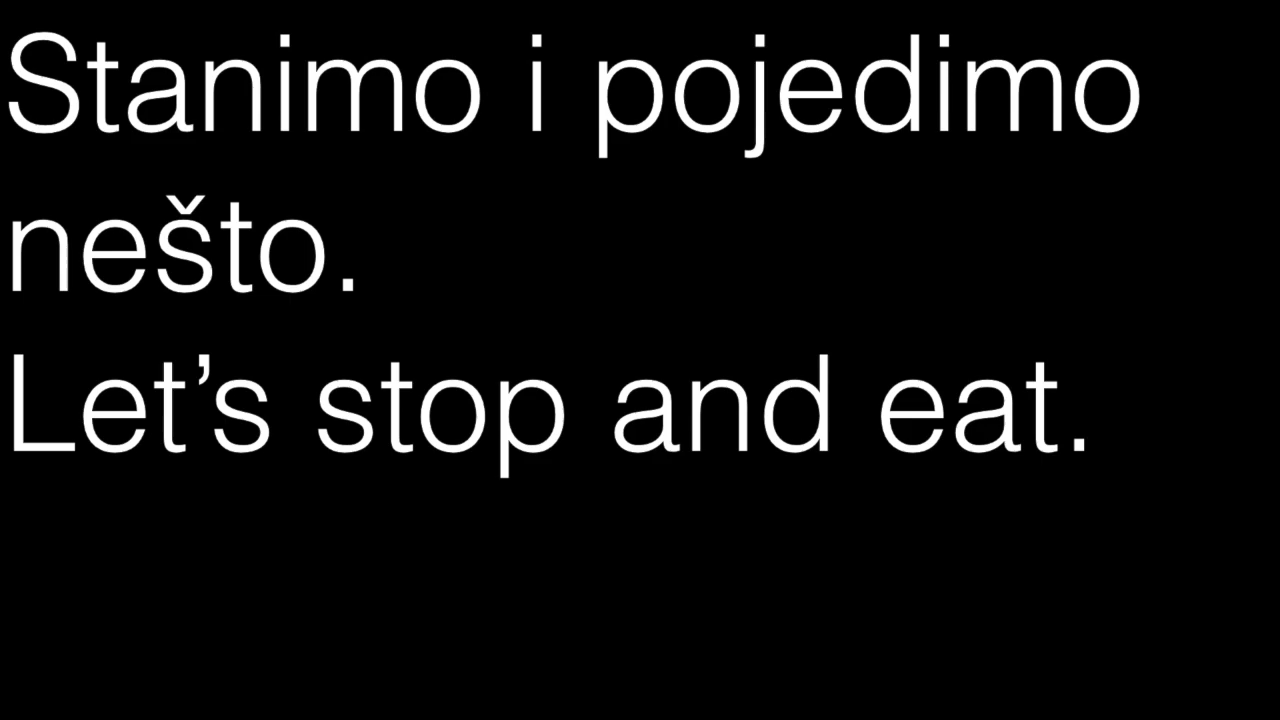 Stanimo i pojedimo
nešto.
Let’s stop and eat.